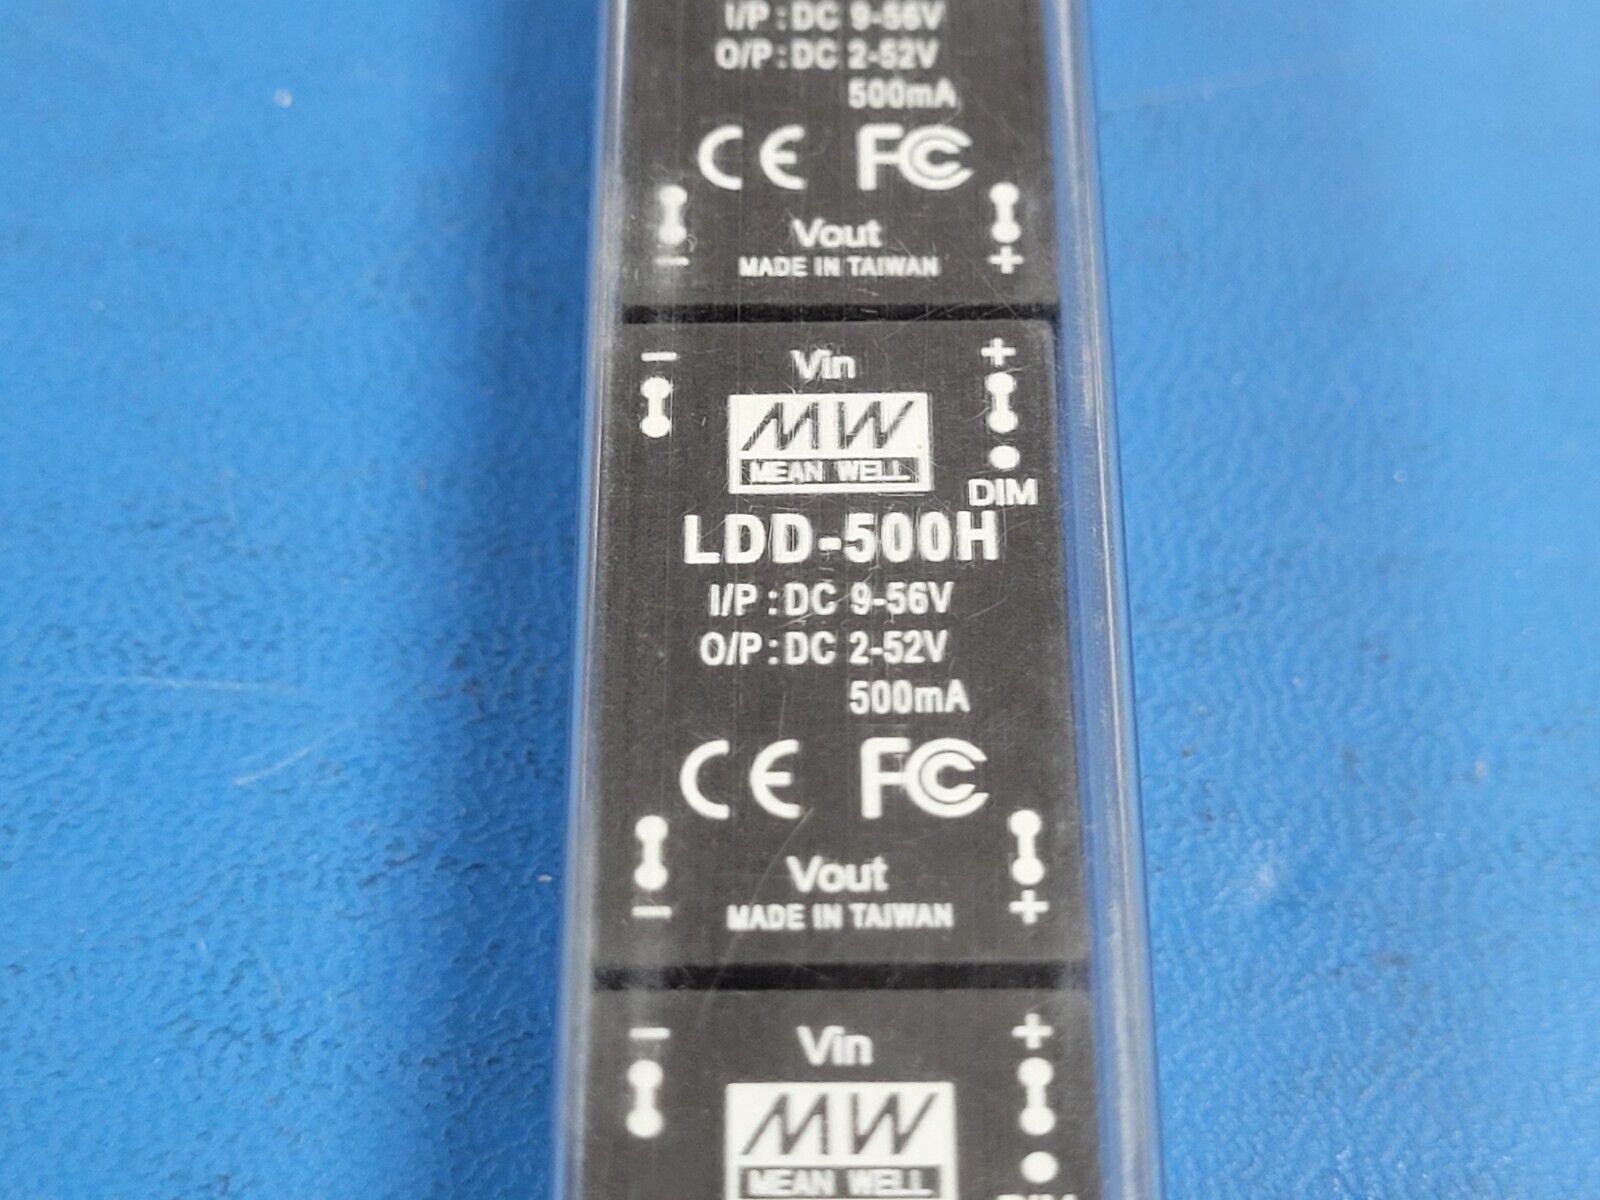 I/P : DC 9-56V
O/P : DC 2-52V
500mA
CE FC
Vout
- MADE IN TAIWAN +
- Vin +
MW
MEAN WELL
DIM
LDD-500H
I/P : DC 9-56V
O/P : DC 2-52V
500mA
CE FC
Vout
- MADE IN TAIWAN +
- Vin +
MW
MEAN WELL
DIM